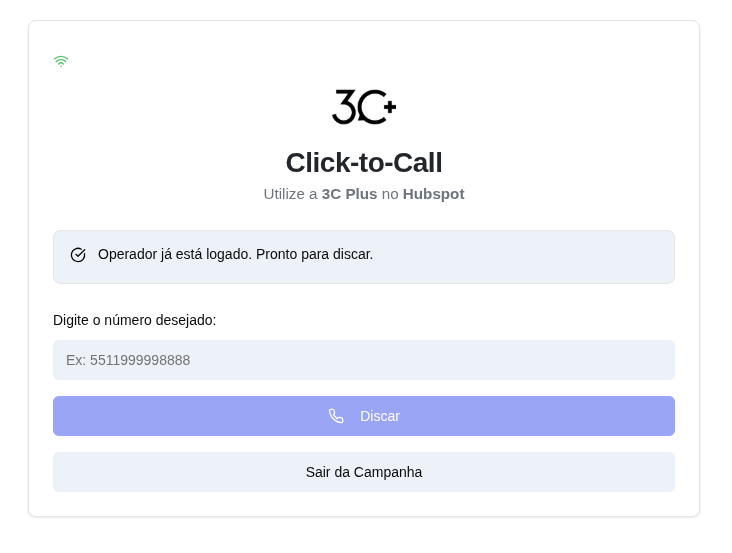 3C+
Click-to-Call
Utilize a 3C Plus no Hubspot
Operador já está logado. Pronto para discar.
Digite o número desejado:
Ex: 5511999998888
Discar
Sair da Campanha